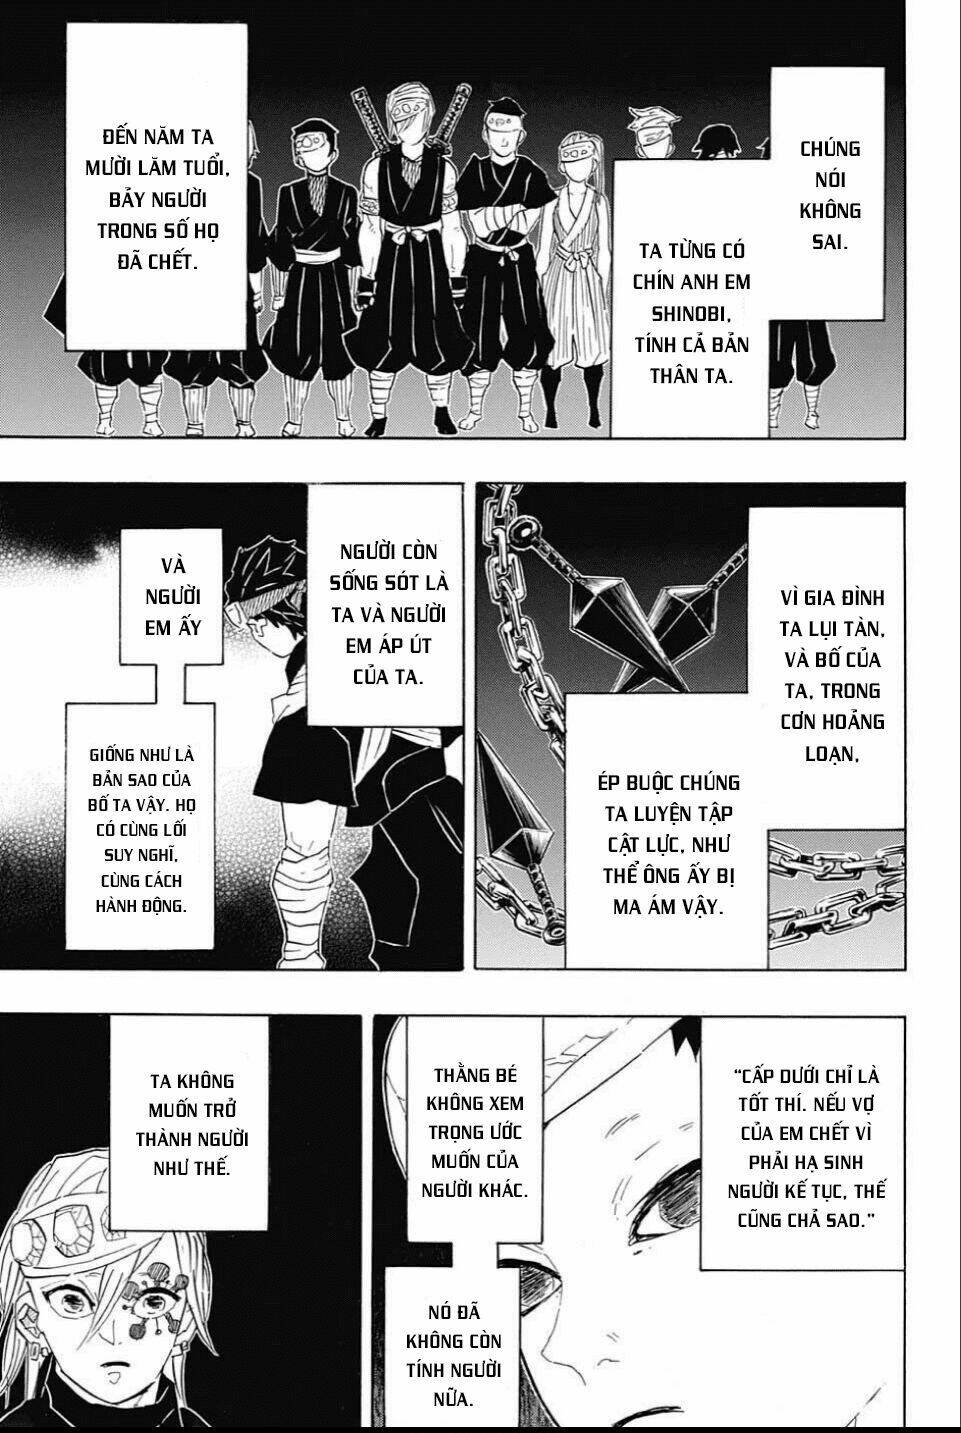 CHÚNG
NÓI
KHÔNG
SAI.
TA TỪNG CÓ
CHÍN ANH EM
SHINOBI,
TÍNH CẢ BẢN
THÂN TA.
ĐẾN NĂM TA
MƯỜI LĂM TUỔI,
BẢY NGƯỜI
TRONG SỐ HỌ
ĐÃ CHẾT.
VÌ GIA ĐÌNH
TA LỤI TÀN,
VÀ BỐ CỦA
TA, TRONG
CƠN HOẢNG
LOẠN,
ÉP BUỘC CHÚNG
TA LUYỆN TẬP
CẬT LỰC, NHƯ
THỂ ÔNG ẤY BỊ
MA ÁM VẬY.
NGƯỜI CÒN
SỐNG SÓT LÀ
TA VÀ NGƯỜI
EM ÁP ÚT
CỦA TA.
VÀ
NGƯỜI
EM ẤY
GIỐNG NHƯ LÀ
BẢN SAO CỦA
BỐ TA VẬY. HỌ
CÓ CÙNG LỐI
SUY NGHĨ,
CÙNG CÁCH
HÀNH ĐỘNG.
“CẤP DƯỚI CHỈ LÀ
TỐT THÍ. NẾU VỢ
CỦA EM CHẾT VÌ
PHẢI HẠ SINH
NGƯỜI KẾ TỤC, THẾ
CŨNG CHẢ SAO.”
THẰNG BÉ
KHÔNG XEM
TRỌNG ƯỚC
MUỐN CỦA
NGƯỜI KHÁC.
NÓ ĐÃ
KHÔNG CÒN
TÍNH NGƯỜI
NỮA.
TA KHÔNG
MUỐN TRỞ
THÀNH NGƯỜI
NHƯ THẾ.